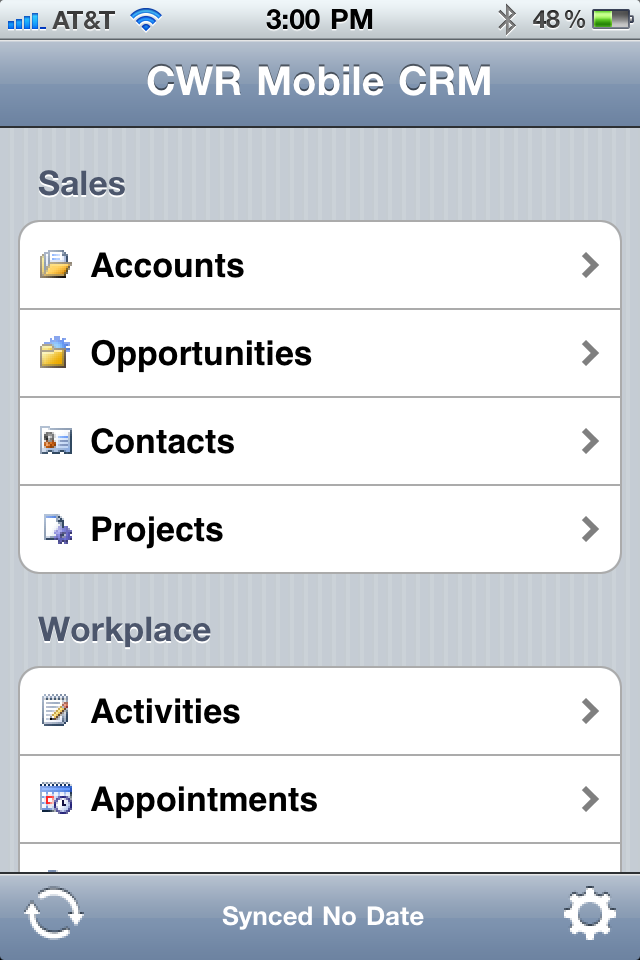 AT&T 3:00 PM 48 %
CWR Mobile CRM
Sales
Accounts
Opportunities
Contacts
Projects
Workplace
Activities
Appointments
Synced No Date